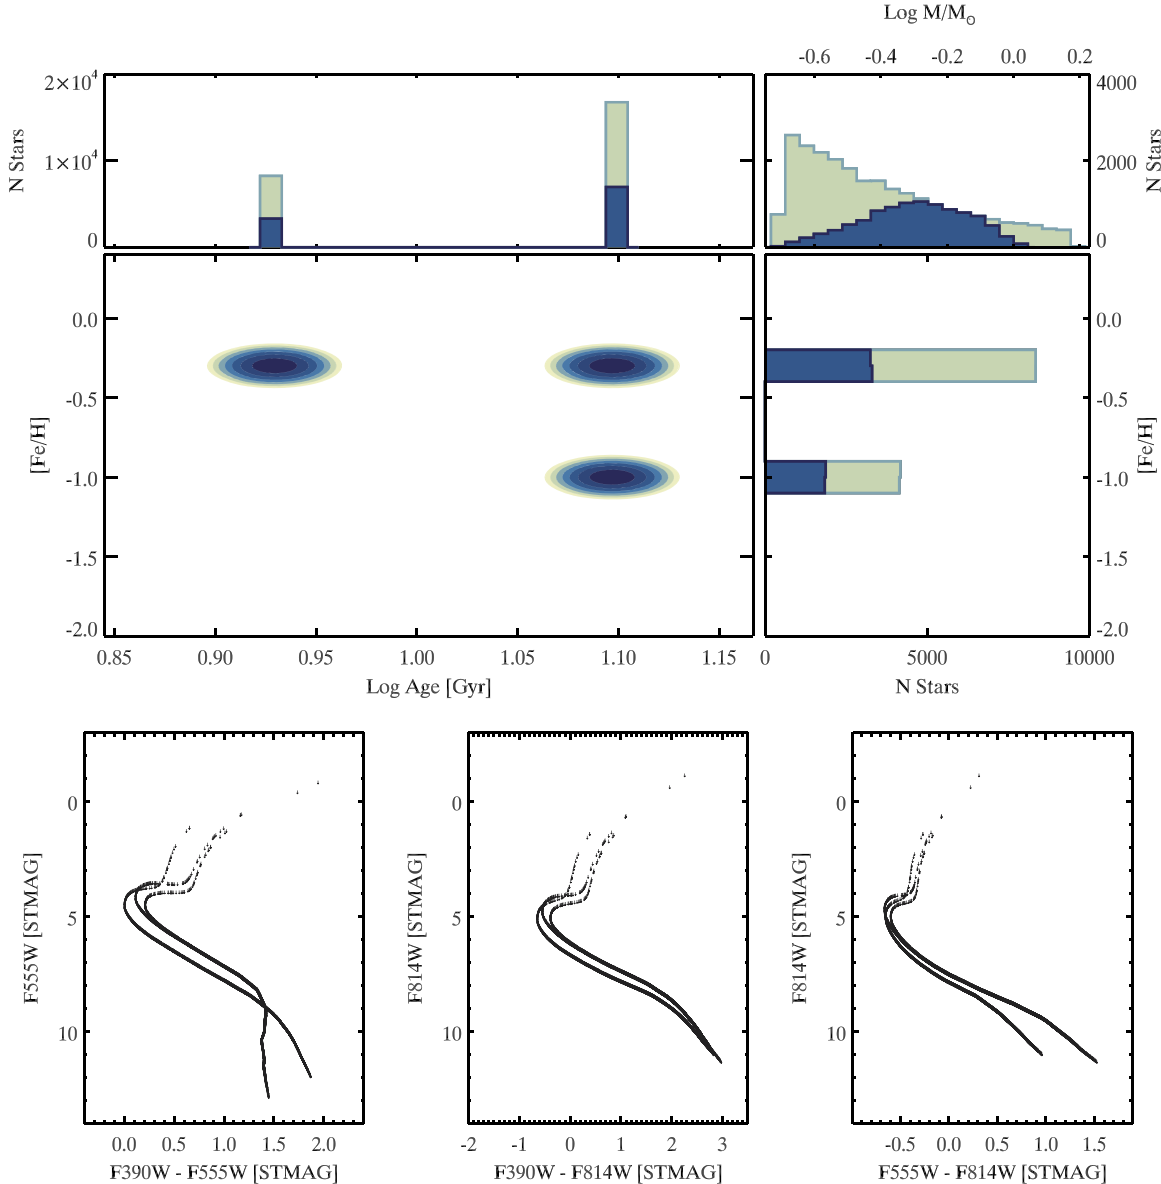 Log M/M⊙
-0.6 -0.4 -0.2 0.0 0.2
2×10⁴
1×10⁴
0
N Stars
4000
2000
0
N Stars
0.0
-0.5
-1.0
-1.5
-2.0
[Fe/H]
0.85 0.90 0.95 1.00 1.05 1.10 1.15
Log Age [Gyr]
0.0
-0.5
-1.0
-1.5
-2.0
[Fe/H]
0 5000 10000
N Stars
0
5
10
F555W [STMAG]
0.0 0.5 1.0 1.5 2.0
F390W - F555W [STMAG]
0
5
10
F814W [STMAG]
-2 -1 0 1 2 3
F390W - F814W [STMAG]
0
5
10
F814W [STMAG]
-0.5 0.0 0.5 1.0 1.5
F555W - F814W [STMAG]